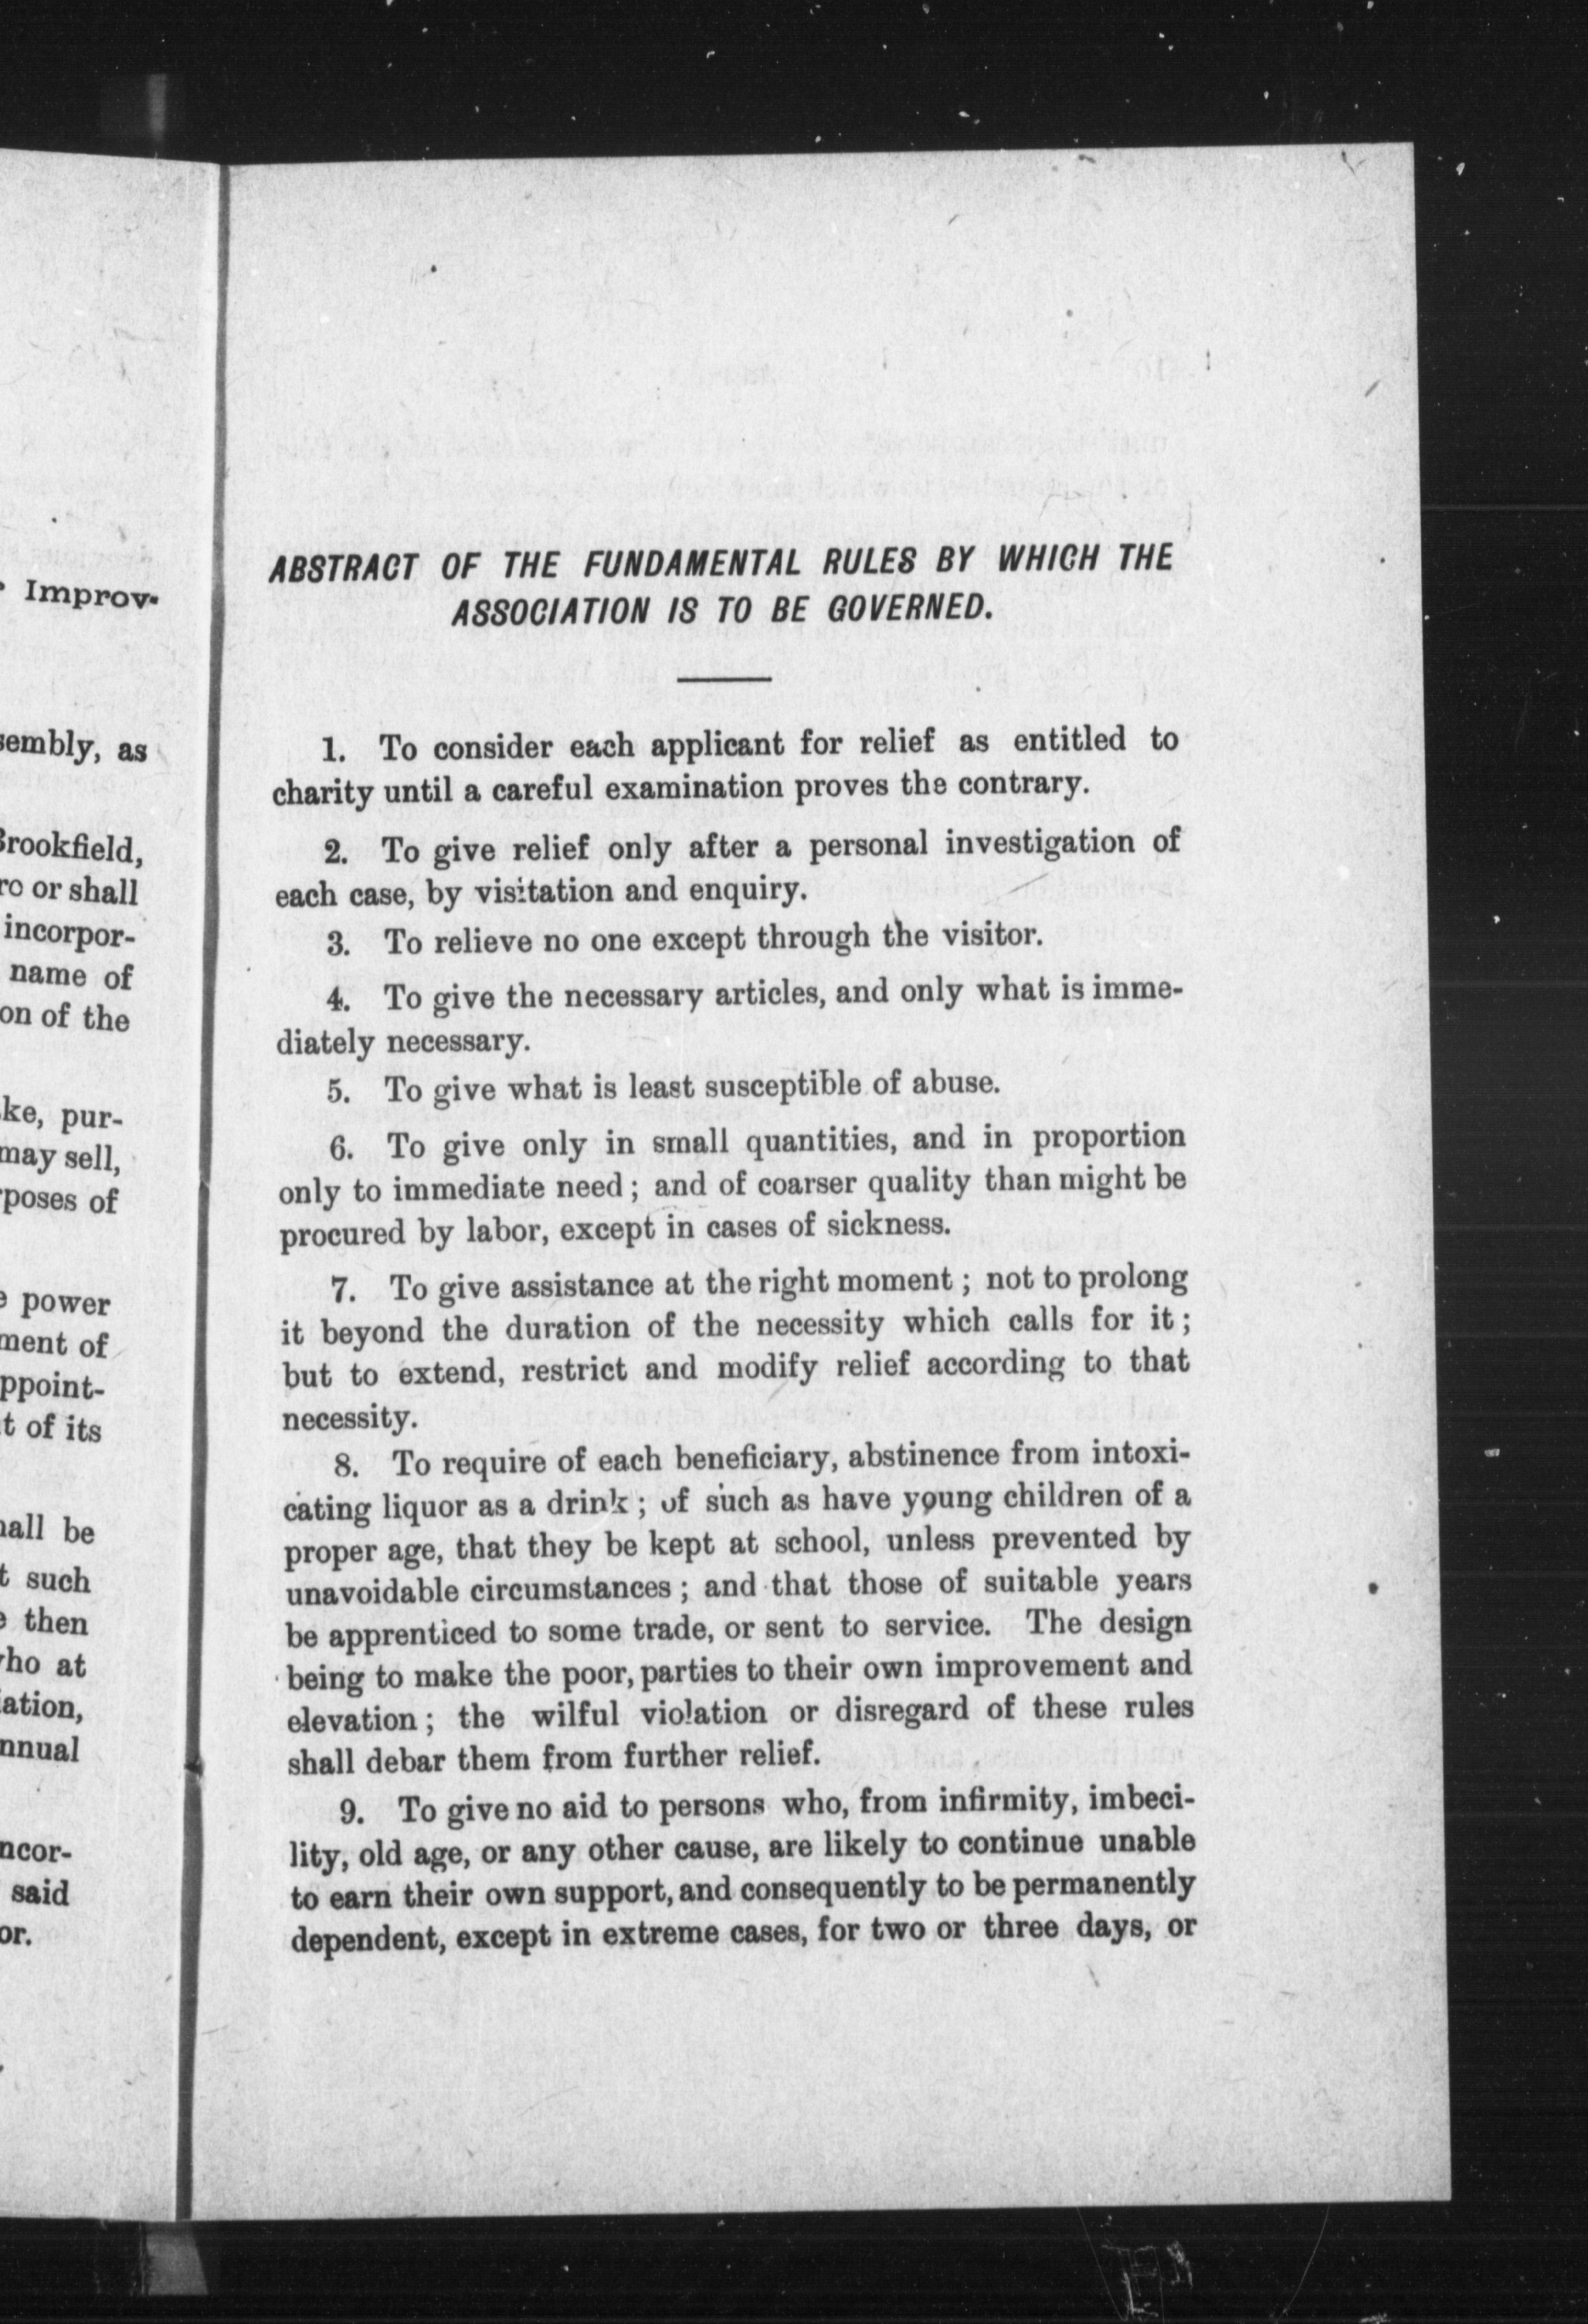 Improv-
as
Brookfield,
or shall
incorpor-
name of
of the
pur-
may sell,
of
power
of
of its
be
such
then
at
said
ABSTRACT OF THE FUNDAMENTAL RULES BY WHICH THE
ASSOCIATION IS TO BE GOVERNED.
1. To consider each applicant for relief as entitled to
charity until a careful examination proves the contrary.
2. To give relief only after a personal investigation of
each case, by visitation and enquiry.
3. To relieve no one except through the visitor.
4. To give the necessary articles, and only what is imme-
diately necessary.
5. To give what is least susceptible of abuse.
6. To give only in small quantities, and in proportion
only to immediate need; and of coarser quality than might be
procured by labor, except in cases of sickness.
7. To give assistance at the right moment; not to prolong
it beyond the duration of the necessity which calls for it;
but to extend, restrict and modify relief according to that
necessity.
8. To require of each beneficiary, abstinence from intoxi-
cating liquor as a drink; of such as have young children of a
proper age, that they be kept at school, unless prevented by
unavoidable circumstances; and that those of suitable years
be apprenticed to some trade, or sent to service. The design
being to make the poor, parties to their own improvement and
elevation; the wilful violation or disregard of these rules
shall debar them from further relief.
9. To give no aid to persons who, from infirmity, imbeci-
lity, old age, or any other cause, are likely to continue unable
to earn their own support, and consequently to be permanently
dependent, except in extreme cases, for two or three days, or